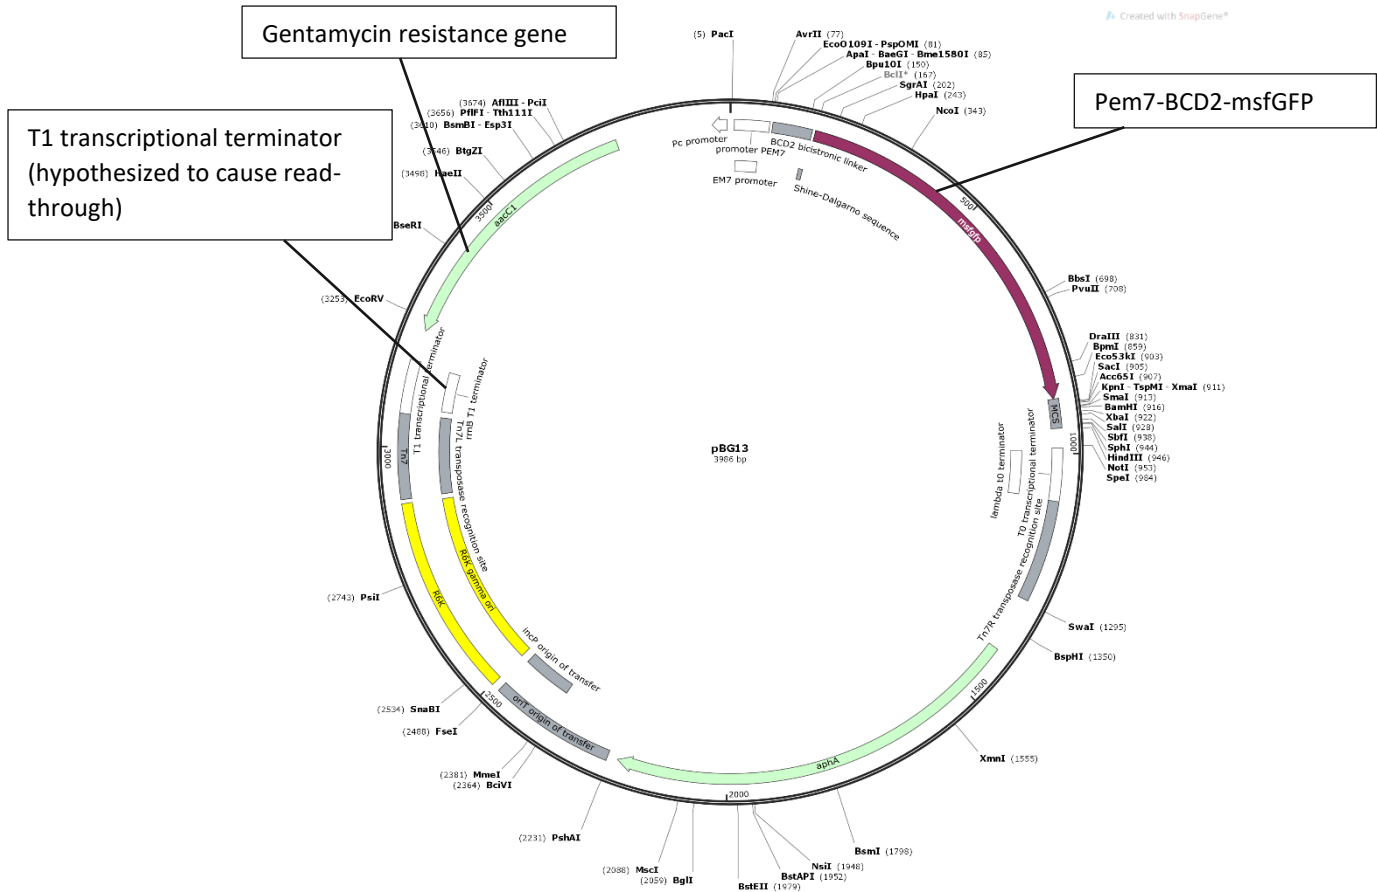 Created with SnapGene®
Gentamycin resistance gene
T1 transcriptional terminator
(hypothesized to cause read-
through)
Pem7-BCD2-msfGFP
(5) PacI
AvrII (77)
EcoO109I - PspOMI (81)
ApaI - BaeGI - Bme1580I (85)
Bpu10I (150)
BclI* (167)
SgrAI (202)
HpaI (243)
NcoI (343)
500
BbsI (698)
PvuII (708)
DraIII (831)
BpmI (859)
Eco53kI (903)
SacI (905)
Acc65I (907)
KpnI - TspMI - XmaI (911)
SmaI (913)
BamHI (916)
XbaI (922)
SalI (928)
SbfI (938)
SphI (944)
HindIII (946)
NotI (953)
SpeI (984)
1000
SwaI (1295)
BspHI (1350)
1500
XmnI (1555)
BsmI (1798)
NsiI (1948)
BstAPI (1952)
BstEII (1979)
2000
(2059) BglI
(2088) MscI
(2231) PshAI
(2364) BciVI
(2381) MmeI
(2488) FseI
2500
(2534) SnaBI
(2743) PsiI
3000
(3253) EcoRV
BseRI
(3498) HaeII
3500
BtgZI
BsmBI - Esp3I
(3656) PflFI - Tth111I
(3674) AflIII - PciI
Pc promoter
promoter PEM7
EM7 promoter
BCD2 bicistronic linker
Shine-Dalgarno sequence
msfgfp
MCS
lambda t0 terminator
T0 transcriptional terminator
Tn7R transposase recognition site
aphA
oriT origin of transfer
incP origin of transfer
R6K
R6K gamma ori
Tn7
Tn7L transposase recognition site
rrnB T1 terminator
T1 transcriptional terminator
aacC1
pBG13
3986 bp